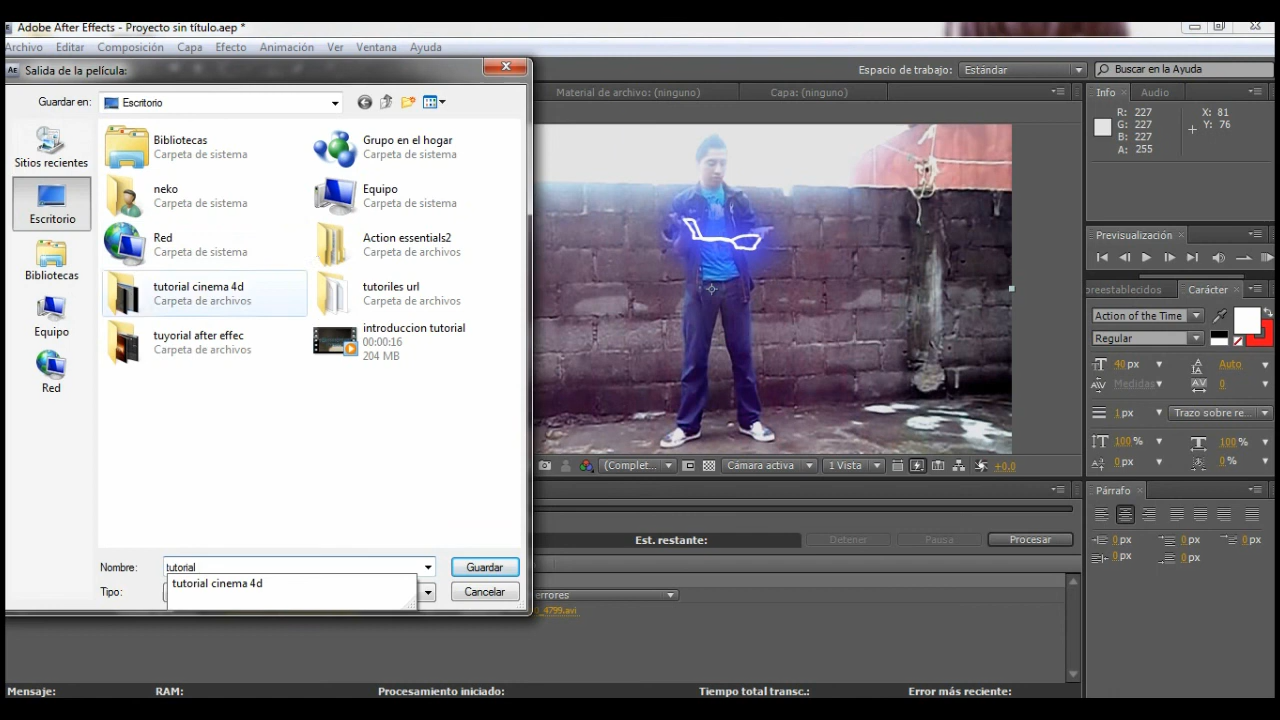 Adobe After Effects - Proyecto sin título.aep *
Archivo Editar Composición Capa Efecto Animación Ver Ventana Ayuda
Salida de la película:
Espacio de trabajo: Estándar
Buscar en la Ayuda
Guardar en: Escritorio
Material de archivo: (ninguno) Capa: (ninguno)
Info Audio
R: 227 X: 81
G: 227 Y: 76
B: 227
A: 255
Sitios recientes
Escritorio
Bibliotecas
Equipo
Red
Bibliotecas
Carpeta de sistema
Grupo en el hogar
Carpeta de sistema
neko
Carpeta de sistema
Equipo
Carpeta de sistema
Red
Carpeta de sistema
Action essentials2
Carpeta de archivos
tutorial cinema 4d
Carpeta de archivos
tutoriles url
Carpeta de archivos
tuyorial after effec
Carpeta de archivos
introduccion tutorial
00:00:16
204 MB
Previsualización
preestablecidos Carácter
Action of the Time
Regular
40 px Auto
Medidas 0
1 px Trazo sobre re...
100 % 100 %
0 px 0 %
(Complet... Cámara activa 1 Vista +0,0
Párrafo
0 px 0 px 0 px
0 px 0 px
Est. restante: Detener Pausa Procesar
Nombre: tutorial Guardar
tutorial cinema 4d
Tipo: Cancelar
errores
_4799.avi
Mensaje: RAM: Procesamiento iniciado: Tiempo total transc.: Error más reciente: